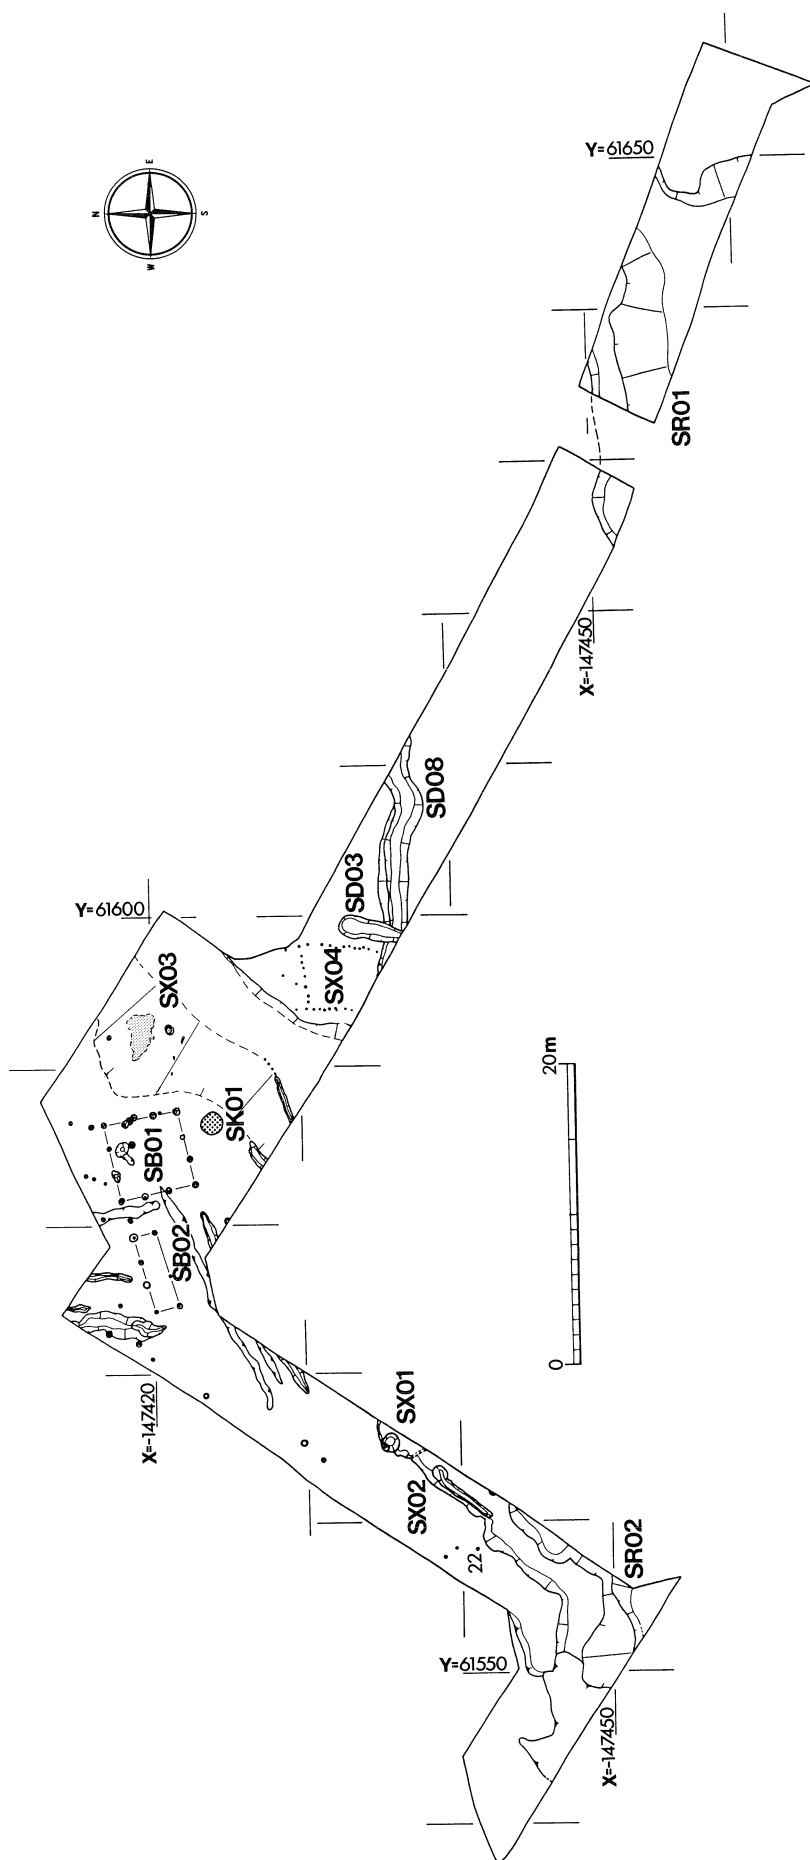 Y=61650
E
N
S
W
SR01
X=-147450
SD08
SD03
Y=61600
SX04
SX03
20m
SK01
SB01
SB02
0
X=-147420
SX01
SX02
22
SR02
Y=61550
X=-147450